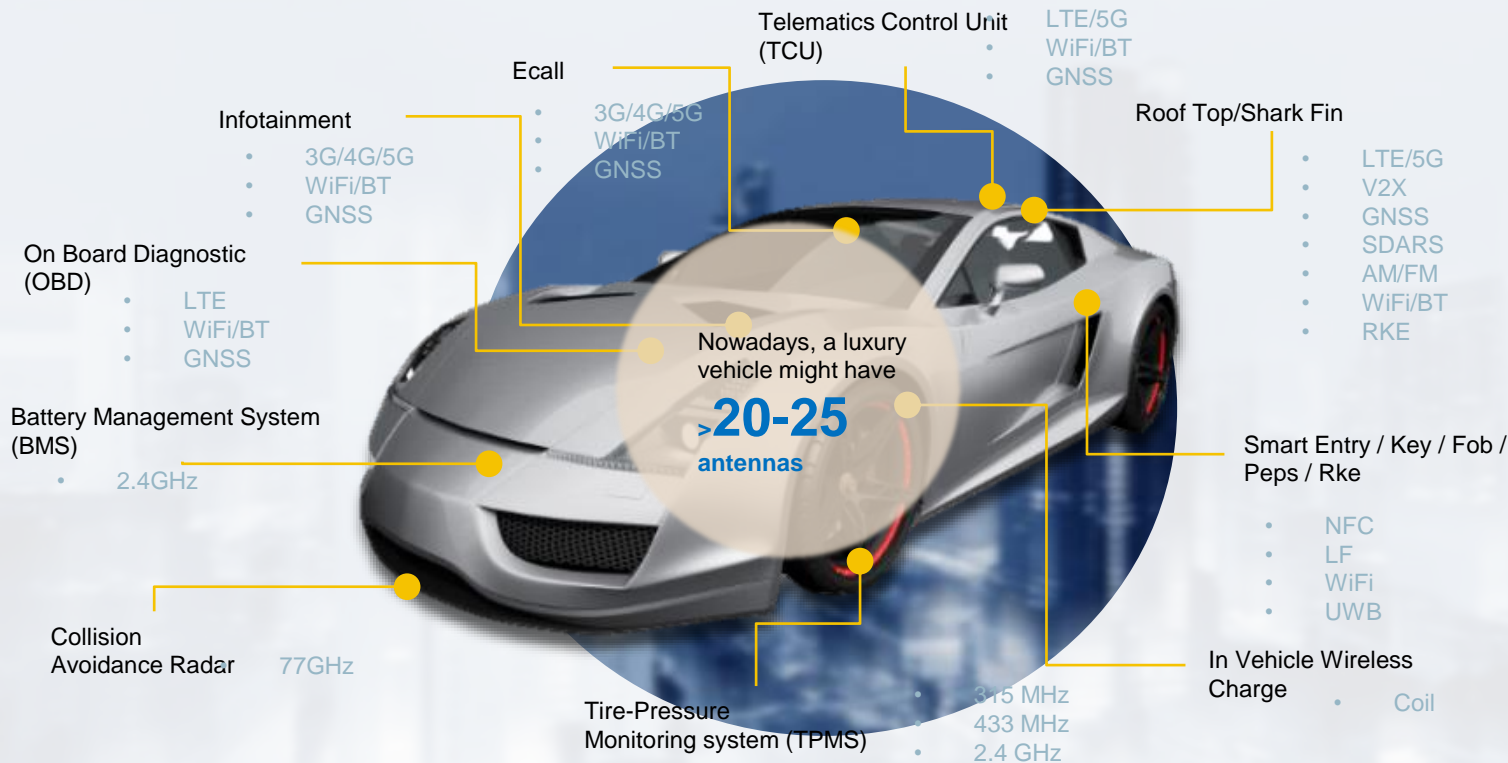 Telematics Control Unit
(TCU)
• LTE/5G
• WiFi/BT
• GNSS
Ecall
• 3G/4G/5G
• WiFi/BT
• GNSS
Infotainment
• 3G/4G/5G
• WiFi/BT
• GNSS
Roof Top/Shark Fin
• LTE/5G
• V2X
• GNSS
• SDARS
• AM/FM
• WiFi/BT
• RKE
On Board Diagnostic
(OBD)
• LTE
• WiFi/BT
• GNSS
Nowadays, a luxury
vehicle might have
>20-25
antennas
Battery Management System
(BMS)
• 2.4GHz
Smart Entry / Key / Fob /
Peps / Rke
• NFC
• LF
• WiFi
• UWB
Collision
Avoidance Radar
• 77GHz
In Vehicle Wireless
Charge
• Coil
Tire-Pressure
Monitoring system (TPMS)
• 315 MHz
• 433 MHz
• 2.4 GHz